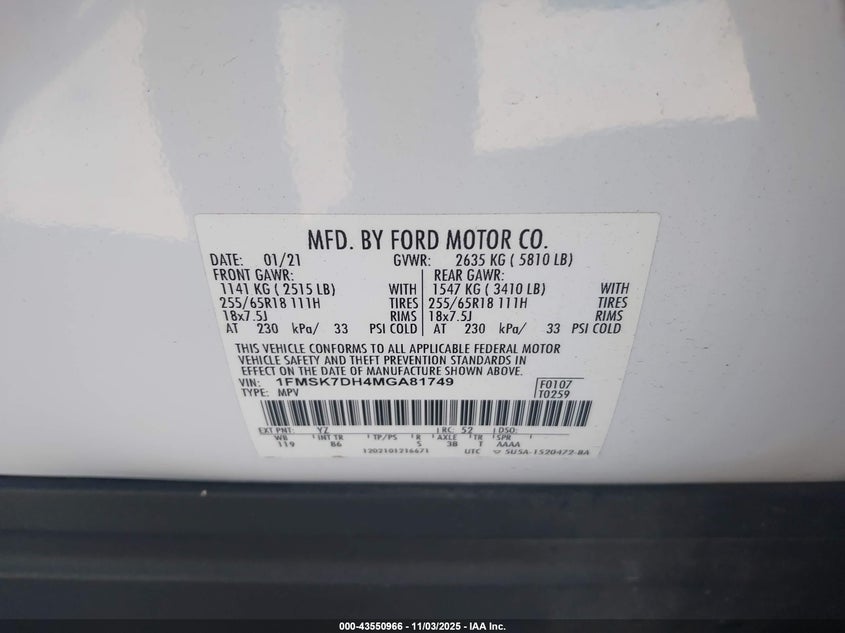 MFD. BY FORD MOTOR CO.
DATE: 01/21 GVWR: 2635 KG ( 5810 LB)
FRONT GAWR: REAR GAWR:
1141 KG ( 2515 LB) WITH 1547 KG ( 3410 LB) WITH
255/65R18 111H TIRES 255/65R18 111H TIRES
18x7.5J RIMS 18x7.5J RIMS
AT 230 kPa/ 33 PSI COLD AT 230 kPa/ 33 PSI COLD
THIS VEHICLE CONFORMS TO ALL APPLICABLE FEDERAL MOTOR
VEHICLE SAFETY AND THEFT PREVENTION STANDARDS IN
EFFECT ON THE DATE OF MANUFACTURE SHOWN ABOVE.
VIN: 1FMSK7DH4MGA81749 F0107
TYPE: MPV T0259
EXT PNT: YZ RC: 52 DSO:
WB INT TR TP/PS R AXLE TR SPR
119 86 5 3B T AAAA
1202101216671 UTC 5U5A-1520472-BA
000-43550966 - 11/03/2025 - IAA Inc.